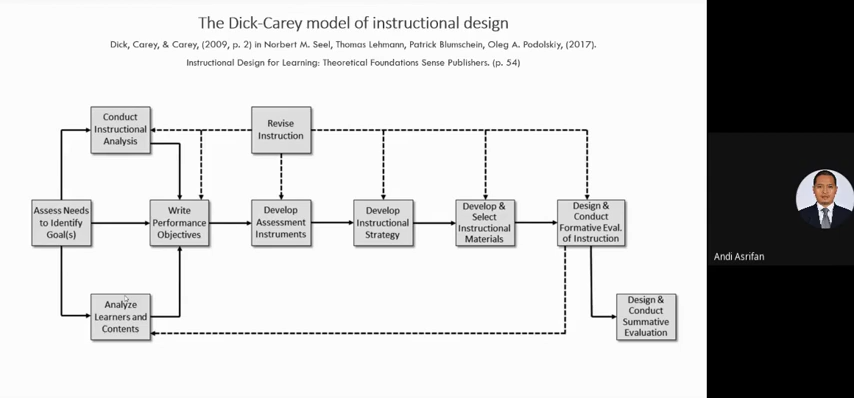 The Dick-Carey model of instructional design
Dick, Carey, & Carey, (2009, p. 2) in Norbert M. Seel, Thomas Lehmann, Patrick Blumschein, Oleg A. Podolskiy, (2017).
Instructional Design for Learning: Theoretical Foundations Sense Publishers. (p. 54)
Conduct
Instructional
Analysis
Revise
Instruction
Assess Needs
to Identify
Goal(s)
Write
Performance
Objectives
Develop
Assessment
Instruments
Develop
Instructional
Strategy
Develop &
Select
Instructional
Materials
Design &
Conduct
Formative Eval.
of Instruction
Andi Asrifan
Analyze
Learners and
Contents
Design &
Conduct
Summative
Evaluation